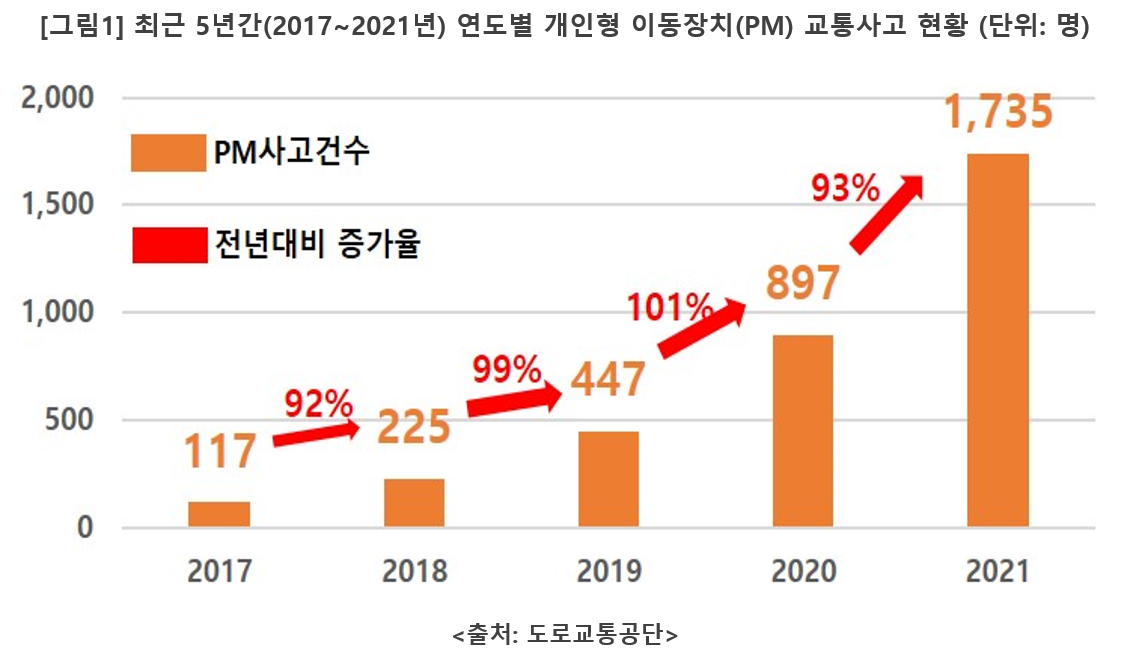 [그림1] 최근 5년간(2017~2021년) 연도별 개인형 이동장치(PM) 교통사고 현황 (단위: 명)
2,000
1,735
PM사고건수
93%
1,500
전년대비 증가율
897
101%
1,000
99%
447
92%
500
225
117
0
2017 2018 2019 2020 2021
<출처: 도로교통공단>